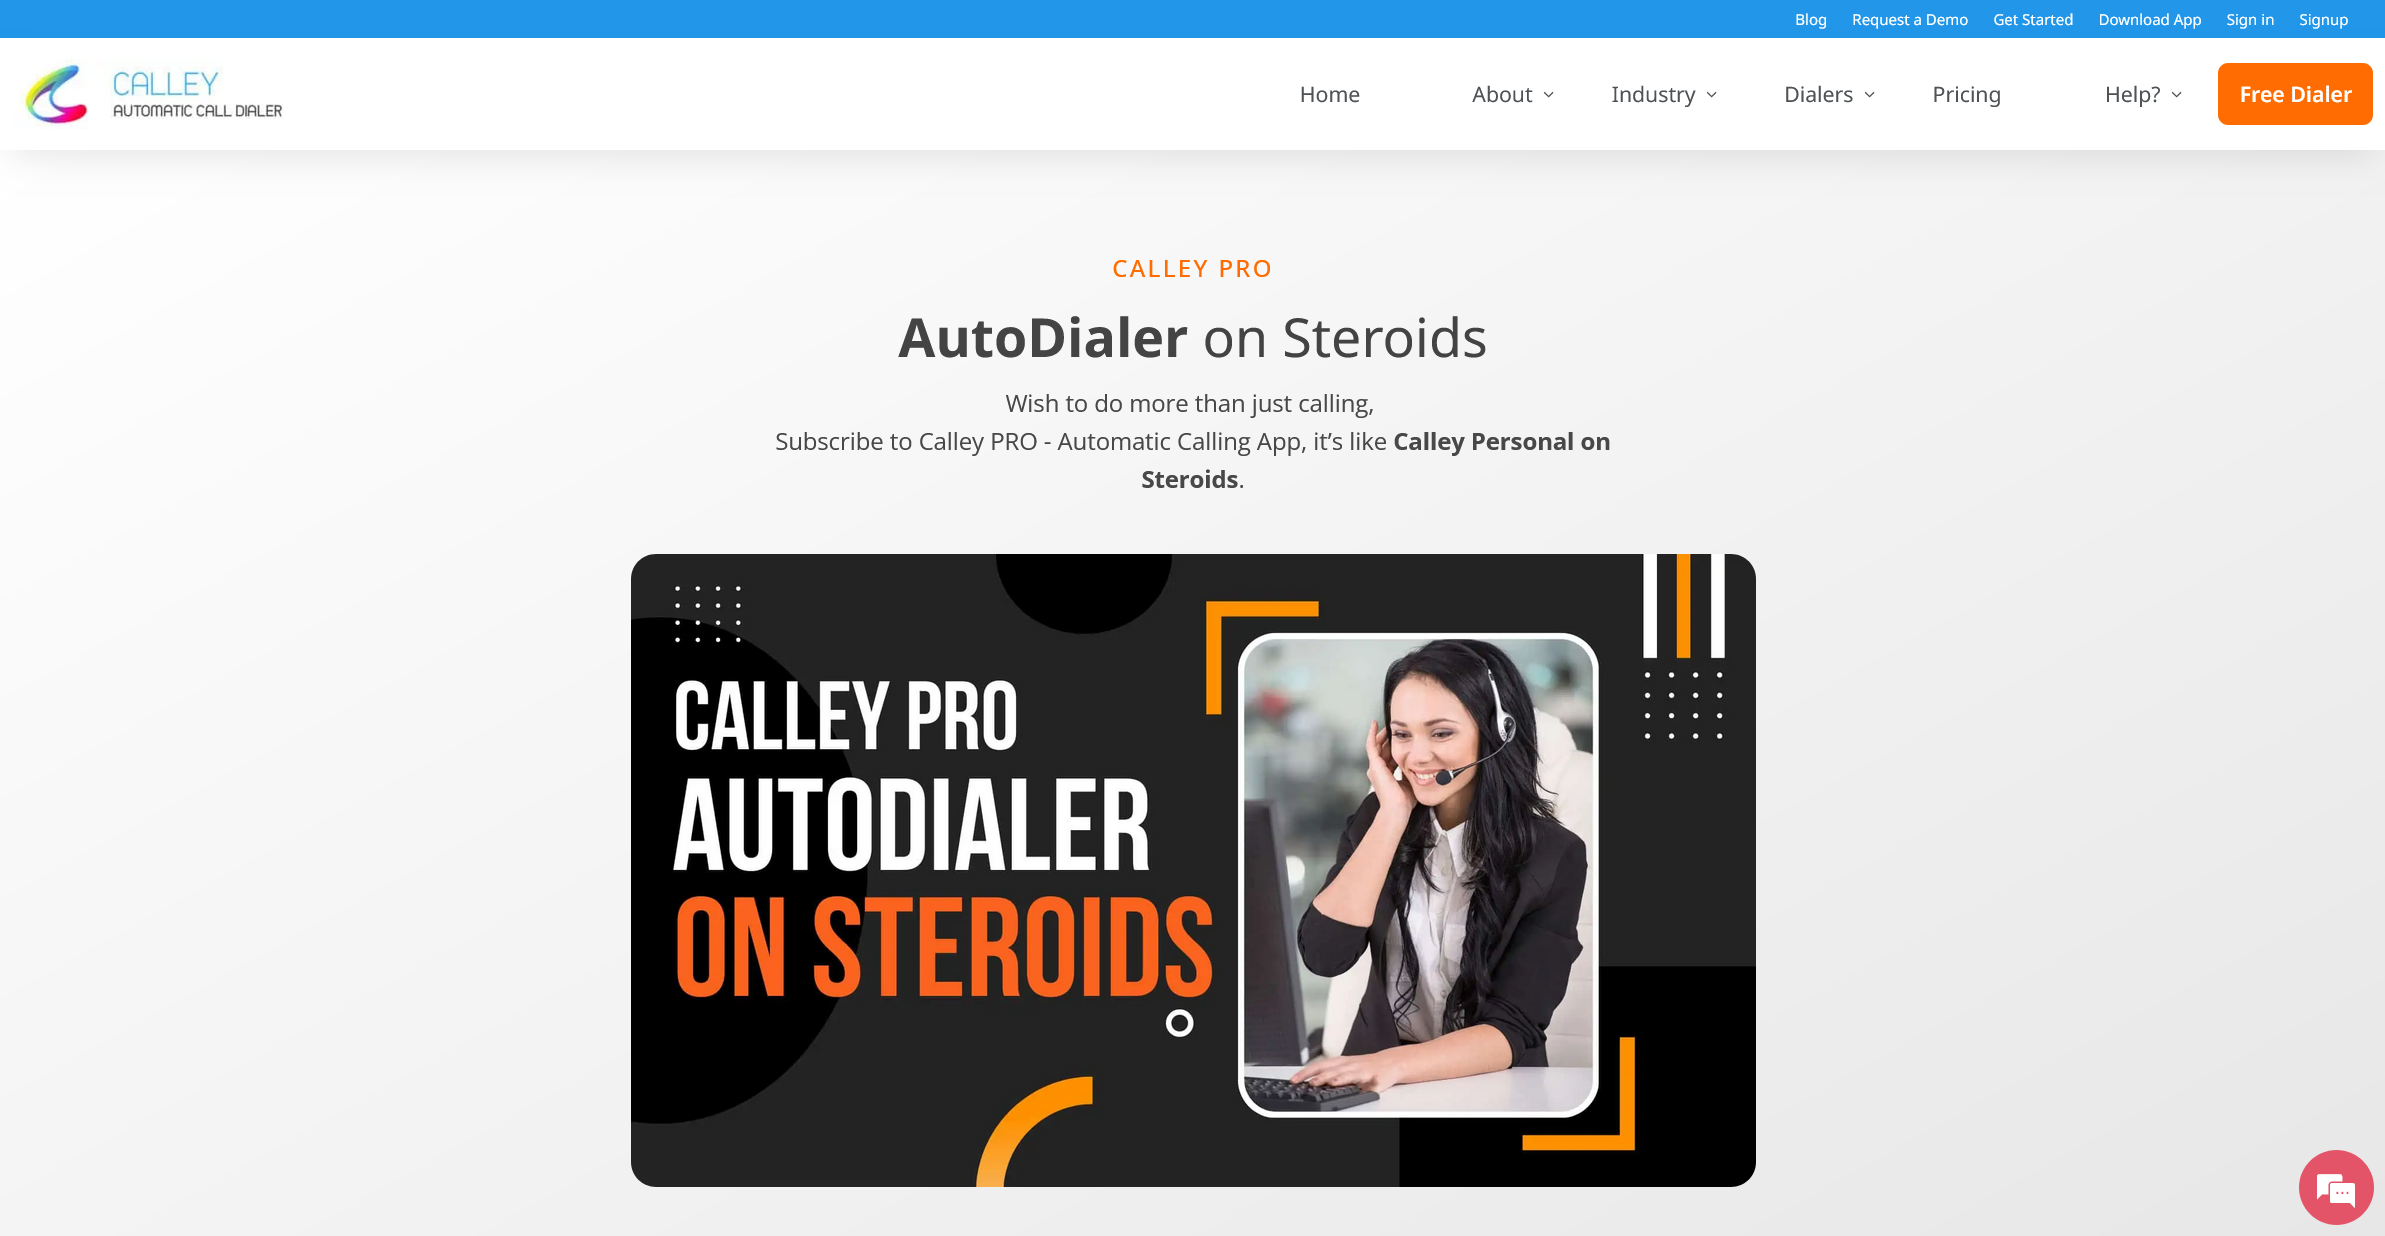 Blog Request a Demo Get Started Download App Sign in Signup
CALLEY
AUTOMATIC CALL DIALER
Home About Industry Dialers Pricing Help? Free Dialer
CALLEY PRO
AutoDialer on Steroids
Wish to do more than just calling,
Subscribe to Calley PRO - Automatic Calling App, it’s like Calley Personal on
Steroids.
CALLEY PRO
AUTODIALER
ON STEROIDS